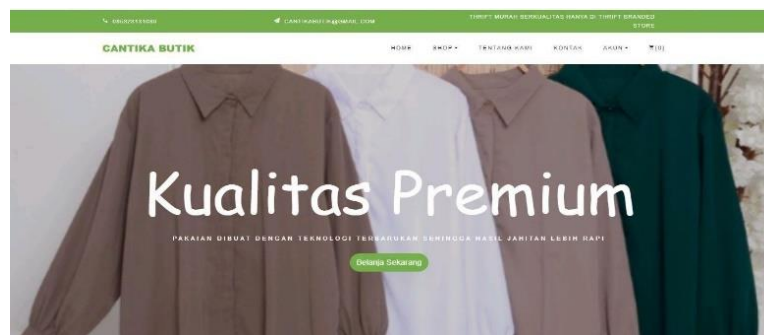 CANTIKABUTIK@GMAIL.COM
THRIFT MURAH BERKUALITAS HANYA DI THRIFT BRANDED
STORE
CANTIKA BUTIK
HOME SHOP TENTANG KAMI KONTAK AKUN [0]
Kualitas Premium
PAKAIAN DIBUAT DENGAN TEKNOLOGI TERBARUKAN SEHINGGA HASIL JAHITAN LEBIH RAPI
Belanja Sekarang